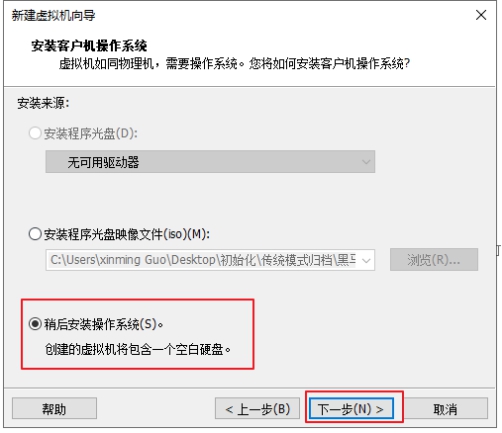 新建虚拟机向导
安装客户机操作系统
虚拟机如同物理机，需要操作系统。您将如何安装客户机操作系统?
安装来源:
安装程序光盘(D):
无可用驱动器
安装程序光盘映像文件(iso)(M):
C:\Users\xinming Guo\Desktop\初始化\传统模式归档\黑马
浏览(R)...
稍后安装操作系统(S)。
创建的虚拟机将包含一个空白硬盘。
帮助
< 上一步(B)
下一步(N) >
取消